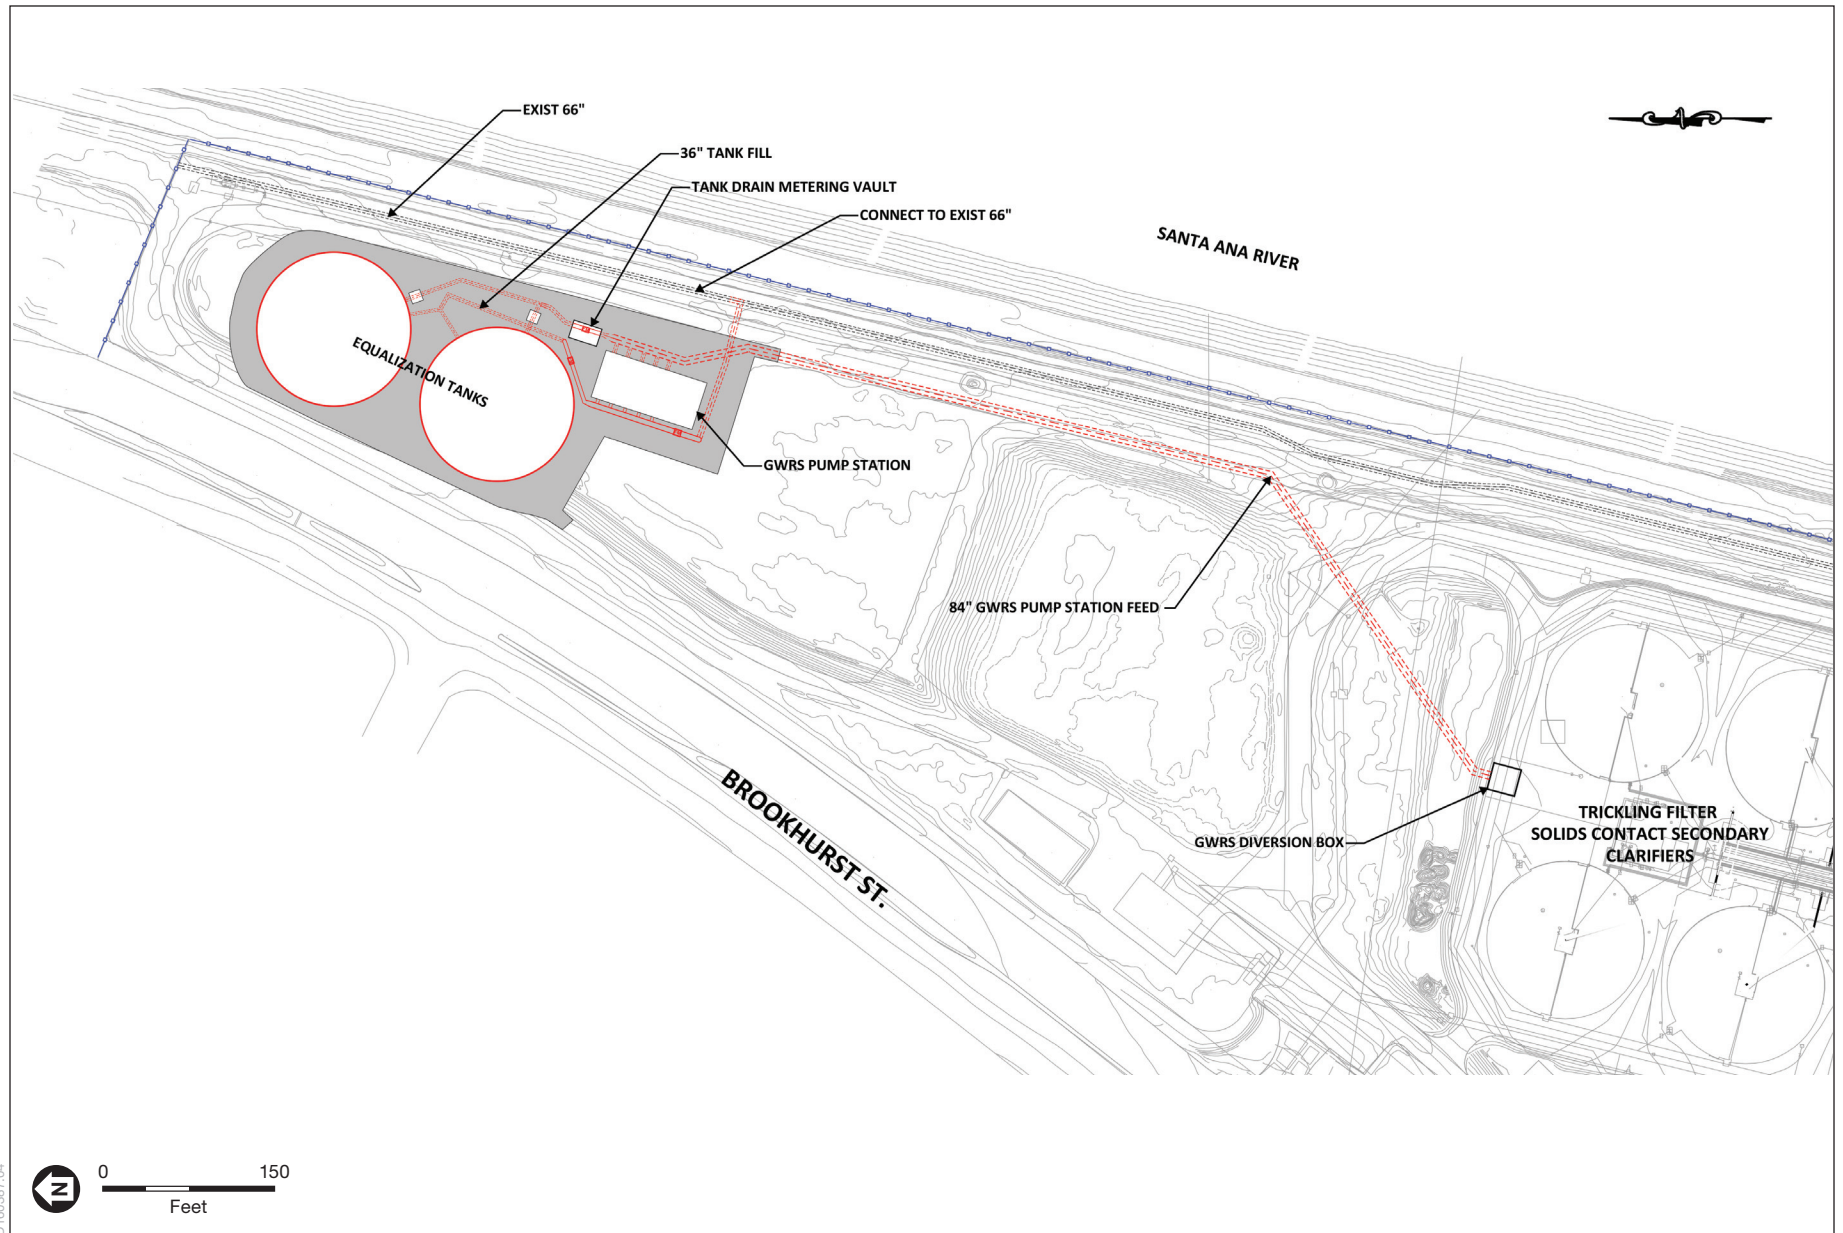 EXIST 66"
36" TANK FILL
TANK DRAIN METERING VAULT
CONNECT TO EXIST 66"
SANTA ANA RIVER
EQUALIZATION TANKS
GWRS PUMP STATION
84" GWRS PUMP STATION FEED
BROOKHURST ST.
GWRS DIVERSION BOX
TRICKLING FILTER
SOLIDS CONTACT SECONDARY
CLARIFIERS
N
0 150
Feet